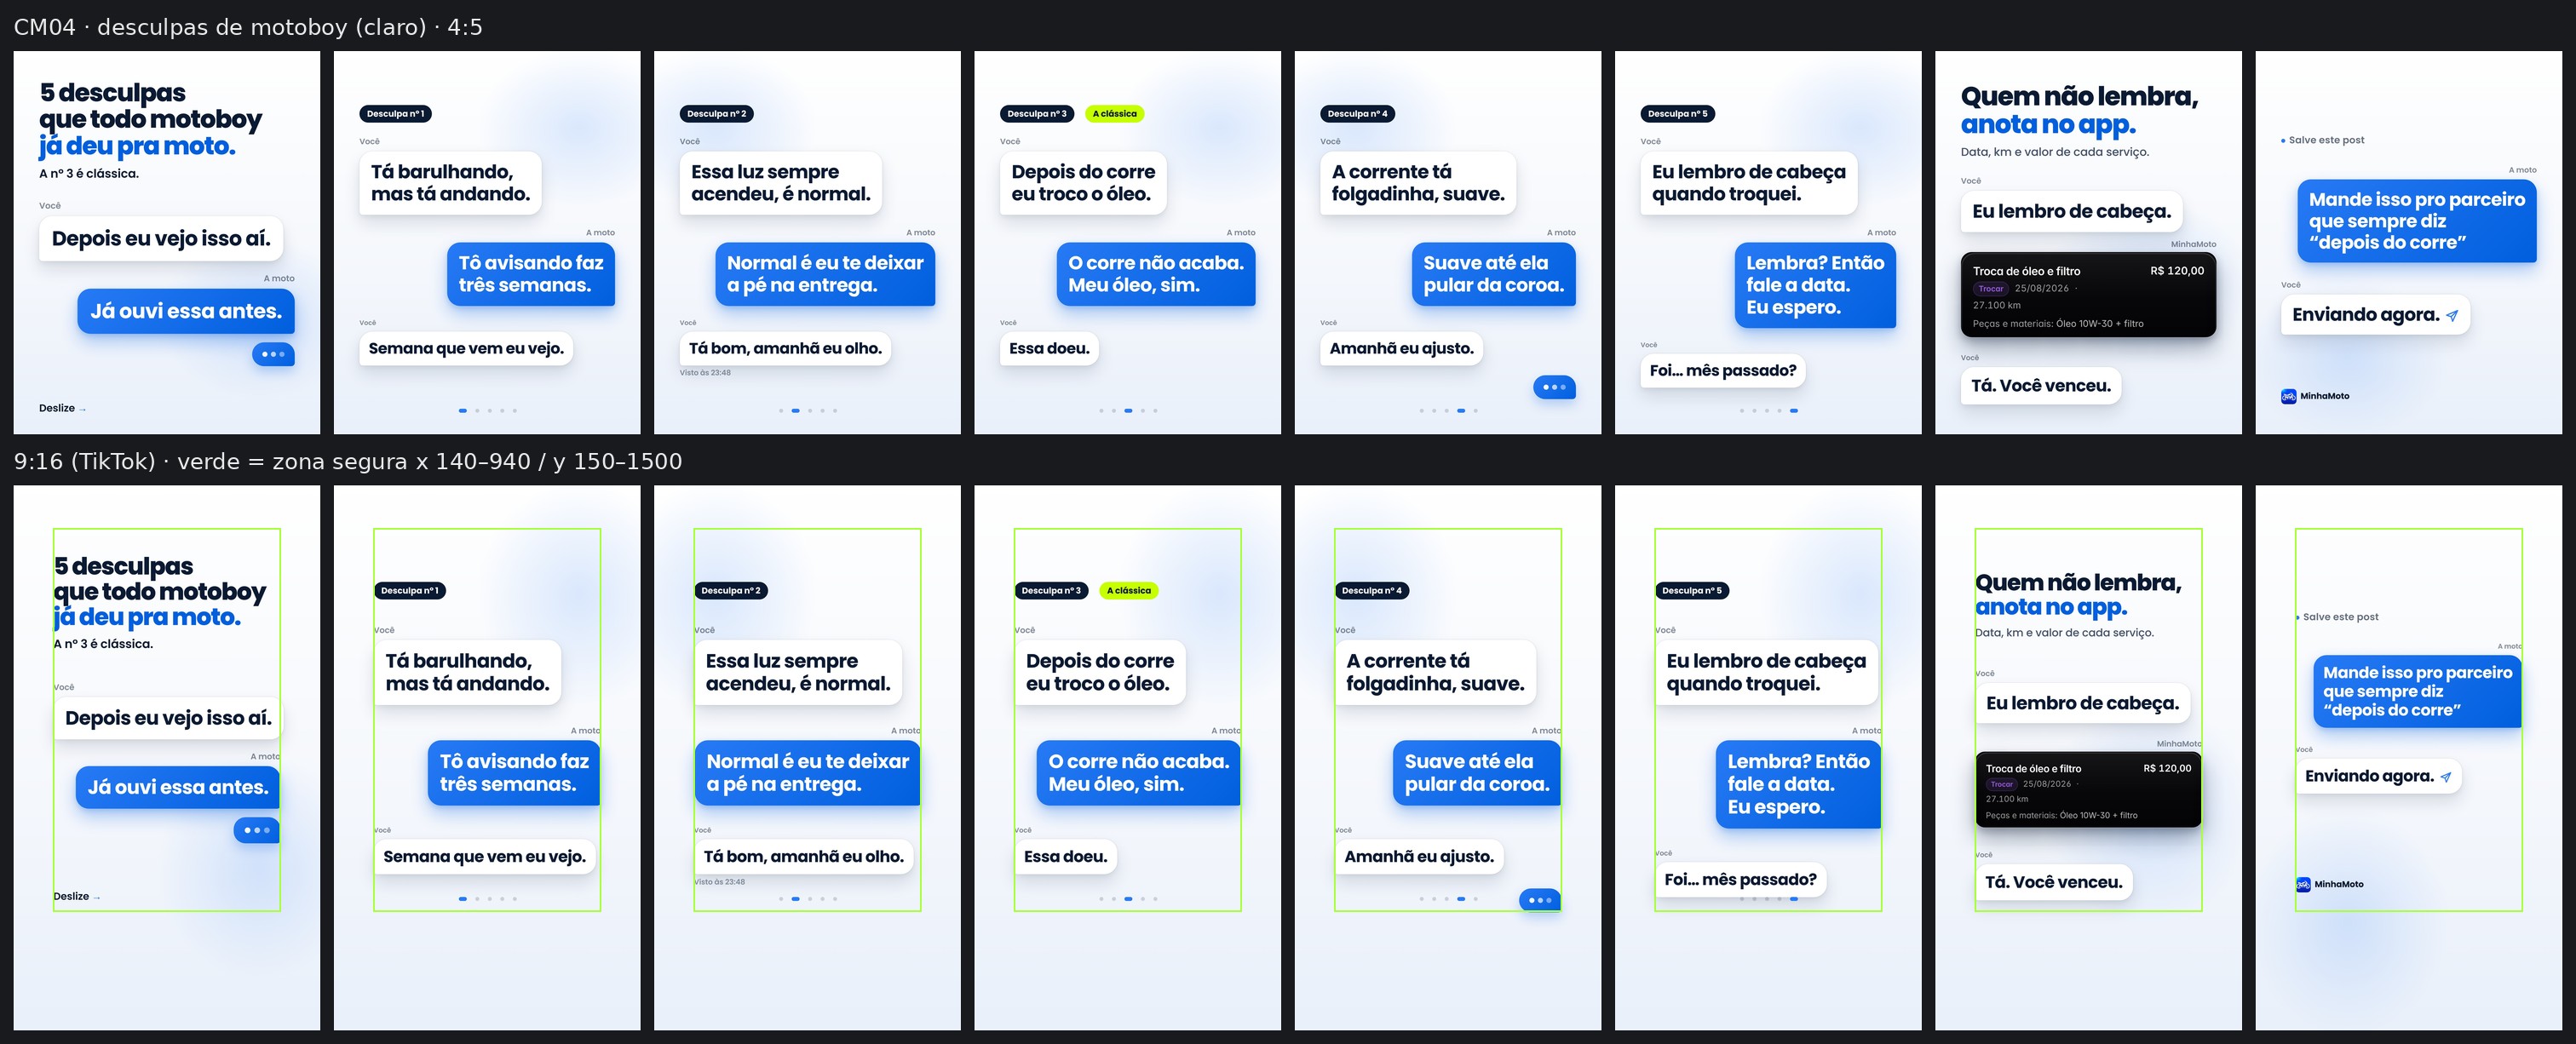 CM04 · desculpas de motoboy (claro) · 4:5
5 desculpas
que todo motoboy
já deu pra moto.
A nº 3 é clássica.
Você
Depois eu vejo isso aí.
A moto
Já ouvi essa antes.
Deslize →
Desculpa nº 1
Você
Tá barulhando,
mas tá andando.
A moto
Tô avisando faz
três semanas.
Você
Semana que vem eu vejo.
Desculpa nº 2
Você
Essa luz sempre
acendeu, é normal.
A moto
Normal é eu te deixar
a pé na entrega.
Você
Tá bom, amanhã eu olho.
Visto às 23:48
Desculpa nº 3
A clássica
Você
Depois do corre
eu troco o óleo.
A moto
O corre não acaba.
Meu óleo, sim.
Você
Essa doeu.
Desculpa nº 4
Você
A corrente tá
folgadinha, suave.
A moto
Suave até ela
pular da coroa.
Você
Amanhã eu ajusto.
Desculpa nº 5
Você
Eu lembro de cabeça
quando troquei.
A moto
Lembra? Então
fale a data.
Eu espero.
Você
Foi... mês passado?
Quem não lembra,
anota no app.
Data, km e valor de cada serviço.
Você
Eu lembro de cabeça.
MinhaMoto
Troca de óleo e filtro R$ 120,00
Trocar 25/08/2026 ·
27.100 km
Peças e materiais: Óleo 10W-30 + filtro
Você
Tá. Você venceu.
• Salve este post
A moto
Mande isso pro parceiro
que sempre diz
“depois do corre”
Você
Enviando agora.
MinhaMoto
9:16 (TikTok) · verde = zona segura x 140–940 / y 150–1500
5 desculpas
que todo motoboy
já deu pra moto.
A nº 3 é clássica.
Você
Depois eu vejo isso aí.
A moto
Já ouvi essa antes.
Deslize →
Desculpa nº 1
Você
Tá barulhando,
mas tá andando.
A moto
Tô avisando faz
três semanas.
Você
Semana que vem eu vejo.
Desculpa nº 2
Você
Essa luz sempre
acendeu, é normal.
A moto
Normal é eu te deixar
a pé na entrega.
Você
Tá bom, amanhã eu olho.
Visto às 23:48
Desculpa nº 3
A clássica
Você
Depois do corre
eu troco o óleo.
A moto
O corre não acaba.
Meu óleo, sim.
Você
Essa doeu.
Desculpa nº 4
Você
A corrente tá
folgadinha, suave.
A moto
Suave até ela
pular da coroa.
Você
Amanhã eu ajusto.
Desculpa nº 5
Você
Eu lembro de cabeça
quando troquei.
A moto
Lembra? Então
fale a data.
Eu espero.
Você
Foi... mês passado?
Quem não lembra,
anota no app.
Data, km e valor de cada serviço.
Você
Eu lembro de cabeça.
MinhaMoto
Troca de óleo e filtro R$ 120,00
Trocar 25/08/2026 ·
27.100 km
Peças e materiais: Óleo 10W-30 + filtro
Você
Tá. Você venceu.
• Salve este post
A moto
Mande isso pro parceiro
que sempre diz
“depois do corre”
Você
Enviando agora.
MinhaMoto